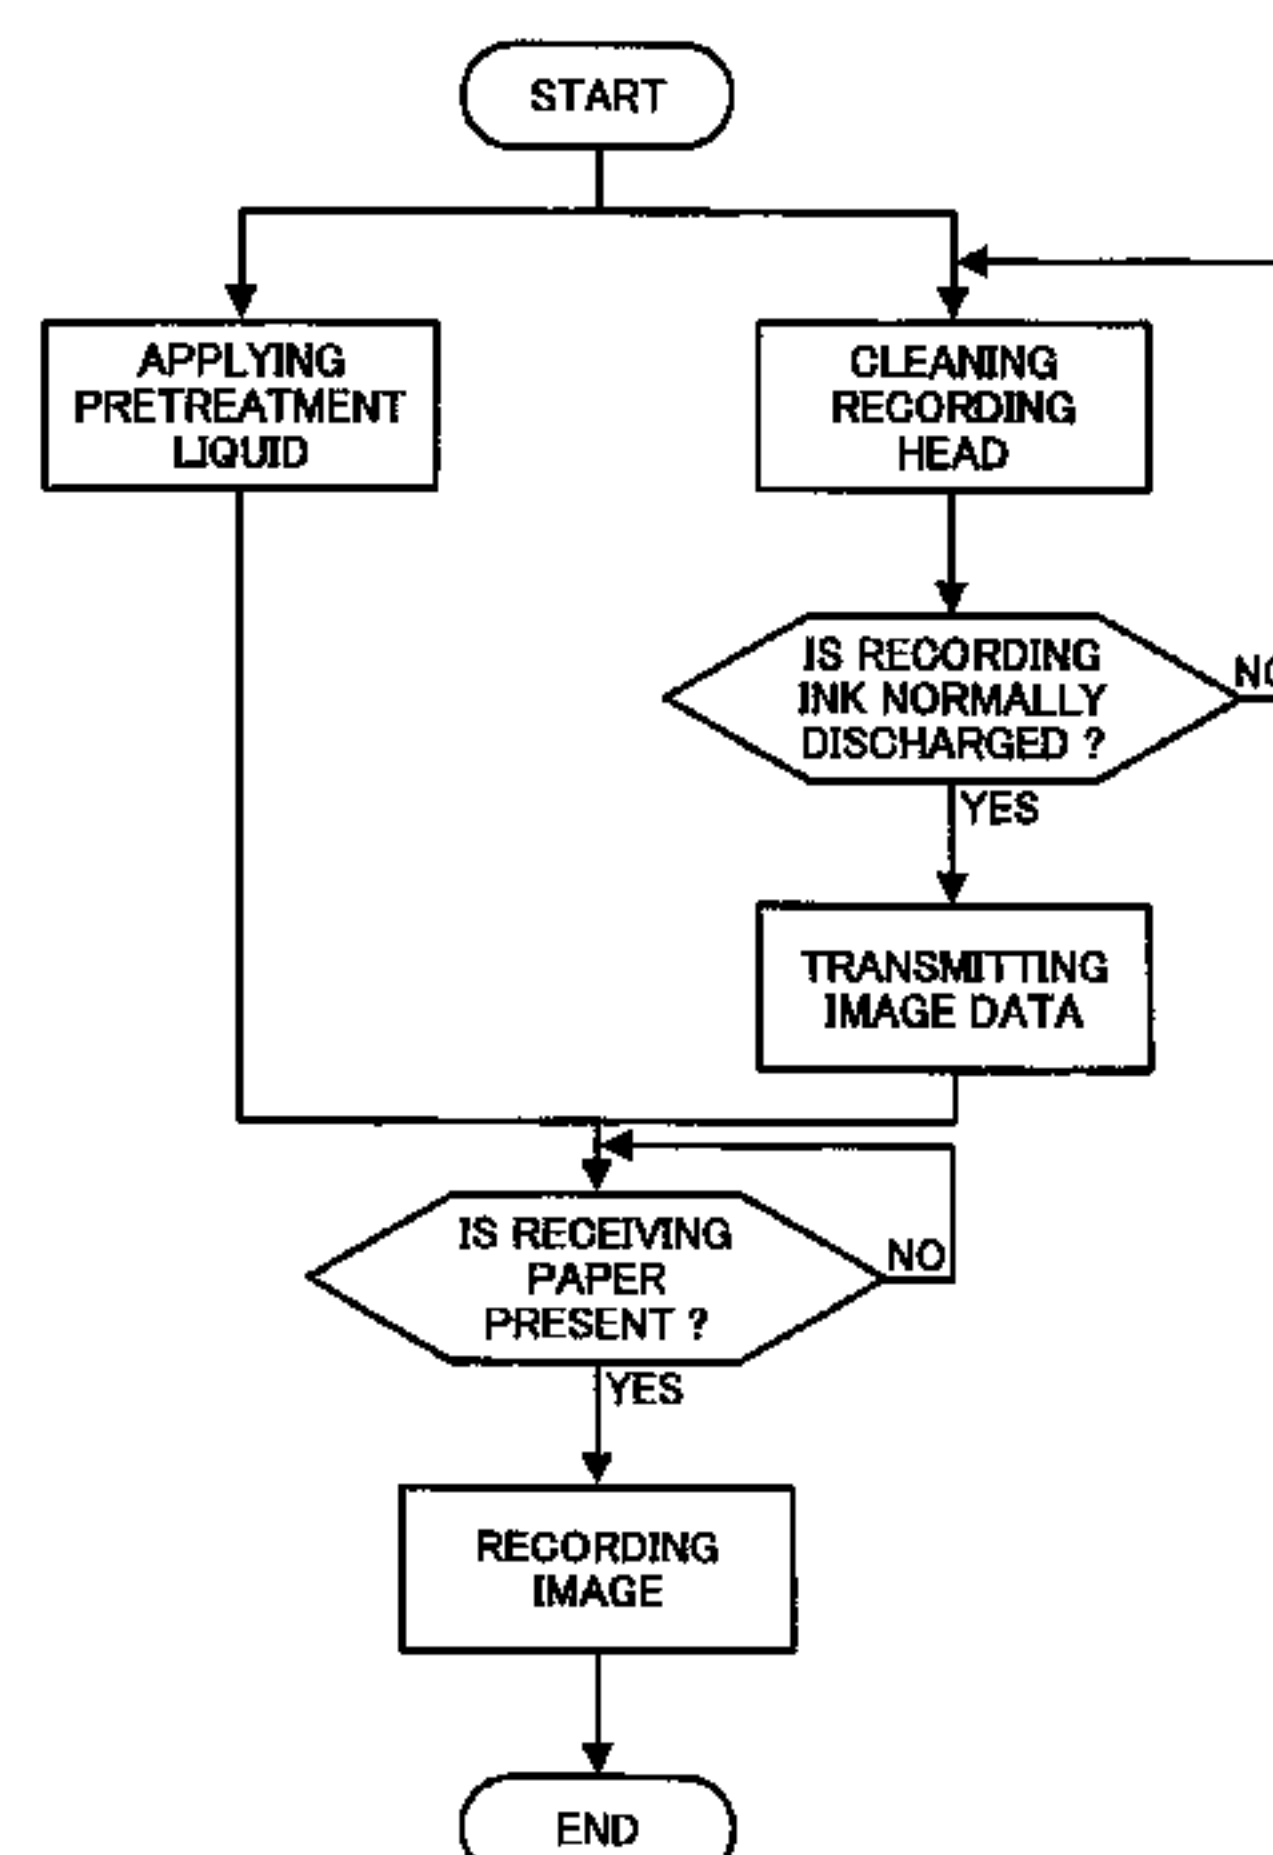 START
APPLYING
PRETREATMENT
LIQUID
CLEANING
RECORDING
HEAD
IS RECORDING
INK NORMALLY
DISCHARGED ?
NO
YES
TRANSMITTING
IMAGE DATA
IS RECEIVING
PAPER
PRESENT ?
NO
YES
RECORDING
IMAGE
END